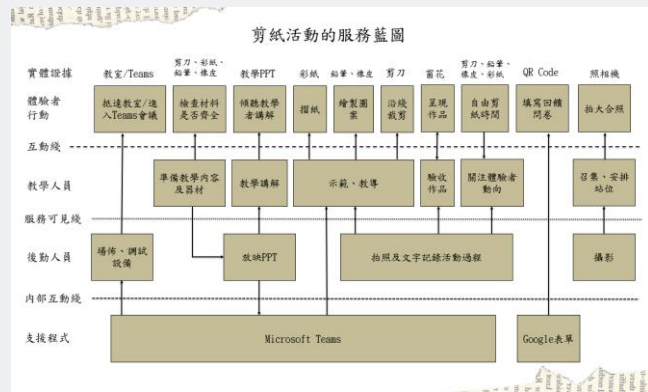 剪紙活動的服務藍圖
實體證據
教室/Teams
剪刀、彩紙、
鉛筆、橡皮
教學PPT
彩紙
鉛筆、橡皮
剪刀
窗花
剪刀、鉛筆、
橡皮、彩紙
QR Code
照相機
體驗者
行動
抵達教室/進
入Teams會議
檢查材料
是否齊全
傾聽教學
者講解
摺紙
繪製圖
案
沿綫
裁剪
呈現
作品
自由剪
紙時間
填寫回饋
問卷
拍大合照
互動綫
教學人員
準備教學內容
及器材
教學講解
示範、教導
驗收
作品
關注體驗者
動向
召集、安排
站位
服務可見綫
後勤人員
場佈、調試
設備
放映PPT
拍照及文字記錄活動過程
攝影
內部互動綫
支援程式
Microsoft Teams
Google表單